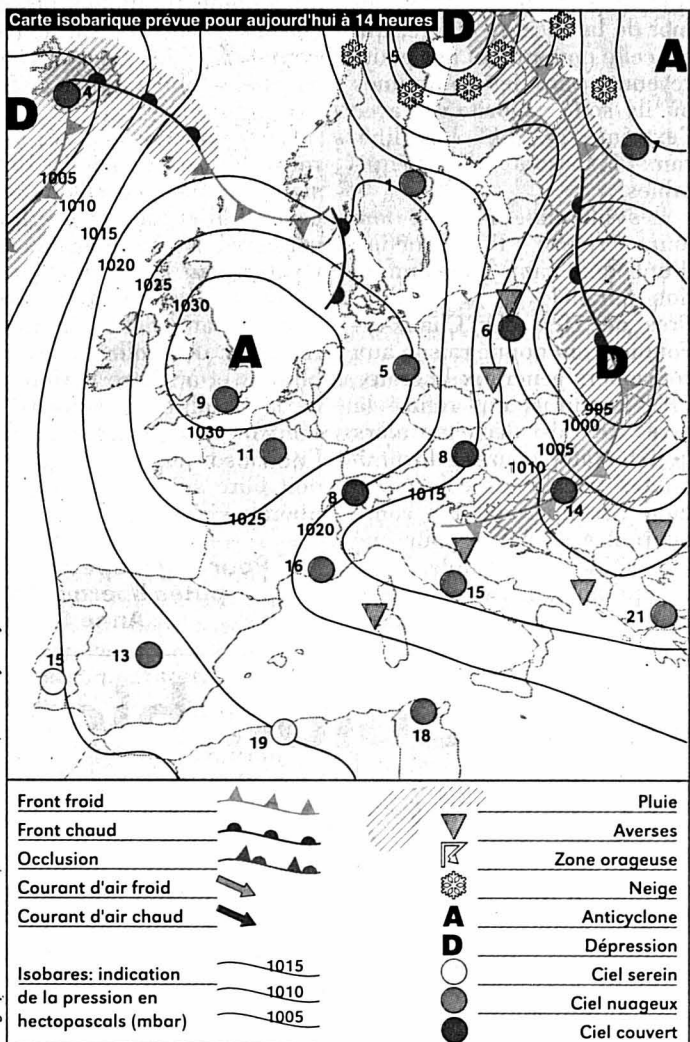 Carte isobarique prévue pour aujourd'hui à 14 heures
D
5
A
4
D
7
1
1005
1010
1015
1020
1025
1030
A
6
D
5
9
995
1000
1030
11
8
1005
1010
8
1015
14
1025
1020
16
15
21
13
15
19
18
Front froid
Front chaud
Occlusion
Courant d'air froid
Courant d'air chaud
Isobares: indication
de la pression en
hectopascals (mbar)
1015
1010
1005
Pluie
Averses
Zone orageuse
Neige
A Anticyclone
D Dépression
Ciel serein
Ciel nuageux
Ciel couvert